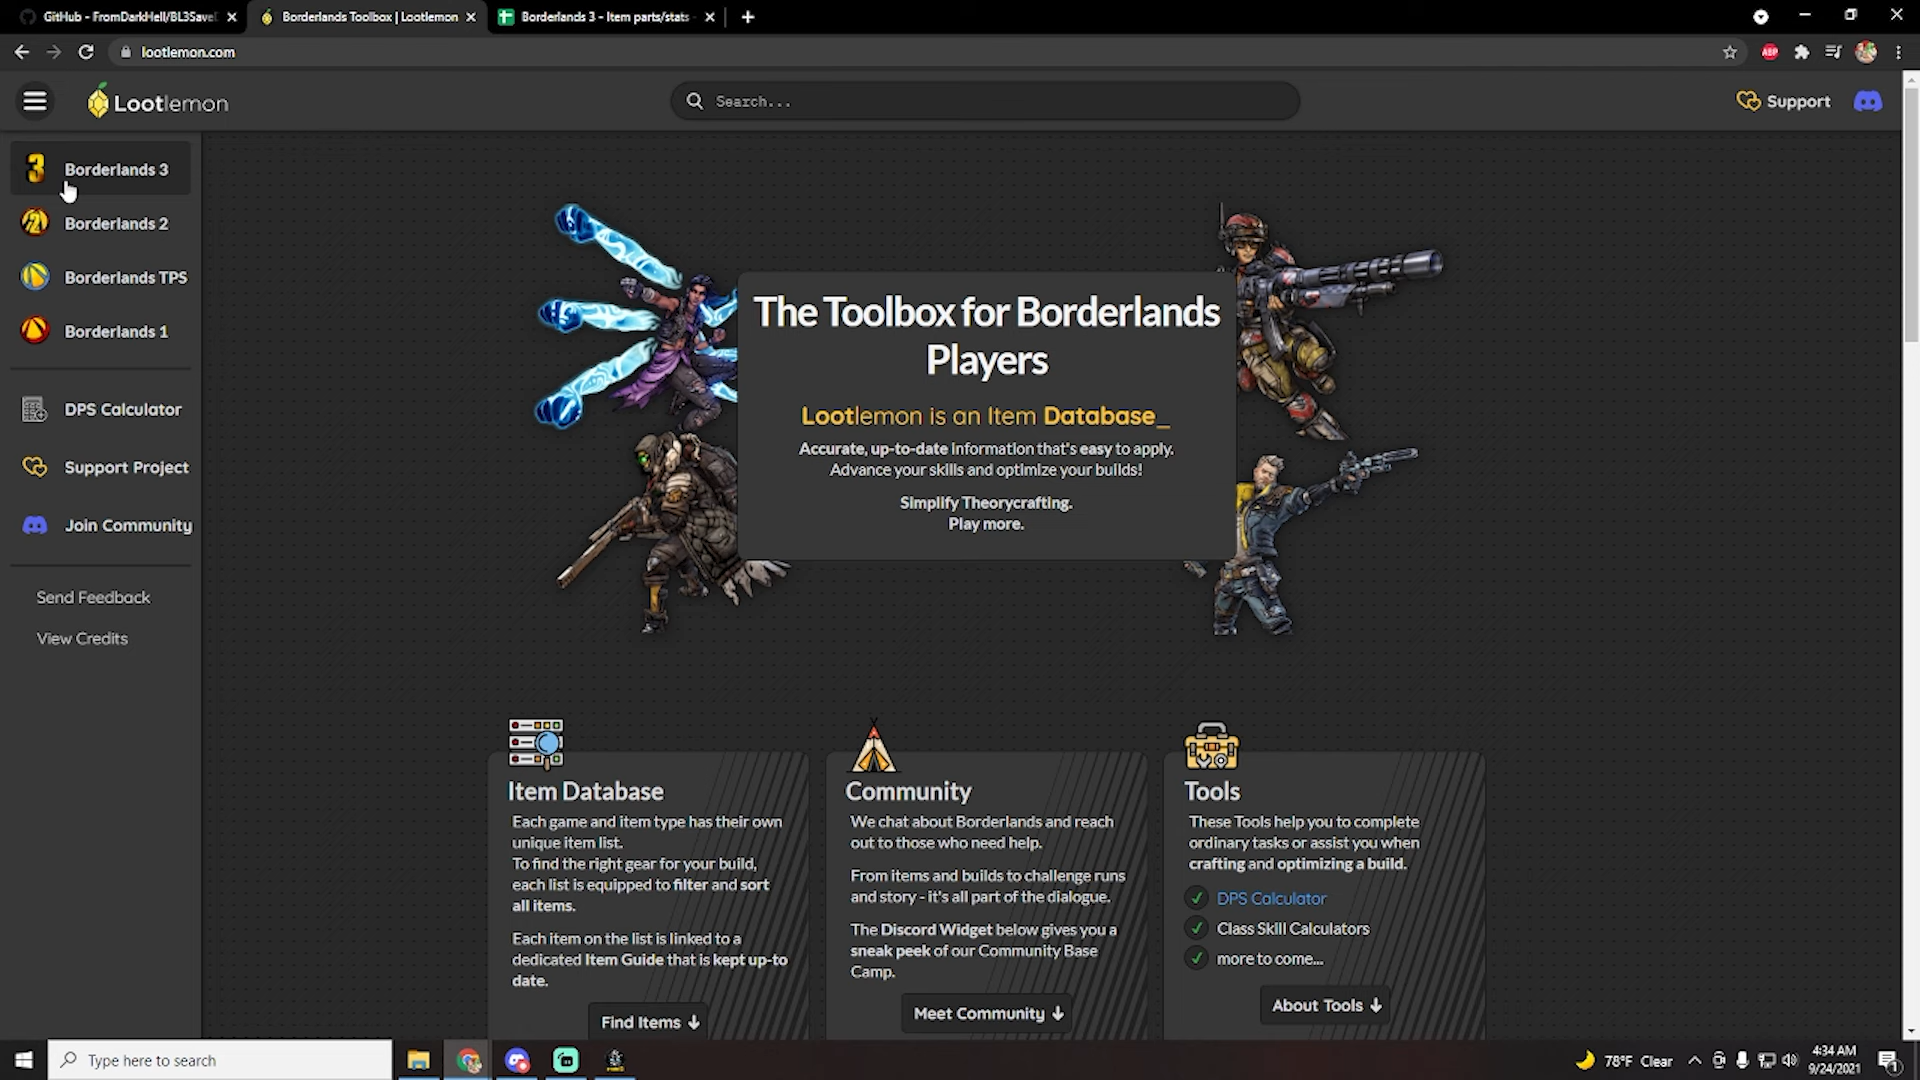 GitHub - FromDarkHell/BL3Save
Borderlands Toolbox | Lootlemon
Borderlands 3 - Item parts/stats
lootlemon.com
ABP
Lootlemon
Search...
Support
3 Borderlands 3
2 Borderlands 2
Borderlands TPS
Borderlands 1
DPS Calculator
Support Project
Join Community
Send Feedback
View Credits
The Toolbox for Borderlands
Players
Lootlemon is an Item Database_
Accurate, up-to-date information that's easy to apply.
Advance your skills and optimize your builds!
Simplify Theorycrafting.
Play more.
Item Database
Each game and item type has their own
unique item list.
To find the right gear for your build,
each list is equipped to filter and sort
all items.
Each item on the list is linked to a
dedicated Item Guide that is kept up-to
date.
Find Items ↓
Community
We chat about Borderlands and reach
out to those who need help.
From items and builds to challenge runs
and story - it's all part of the dialogue.
The Discord Widget below gives you a
sneak peek of our Community Base
Camp.
Meet Community ↓
Tools
These Tools help you to complete
ordinary tasks or assist you when
crafting and optimizing a build.
✓ DPS Calculator
✓ Class Skill Calculators
✓ more to come...
About Tools ↓
Type here to search
78°F Clear
4:34 AM
9/24/2021
1